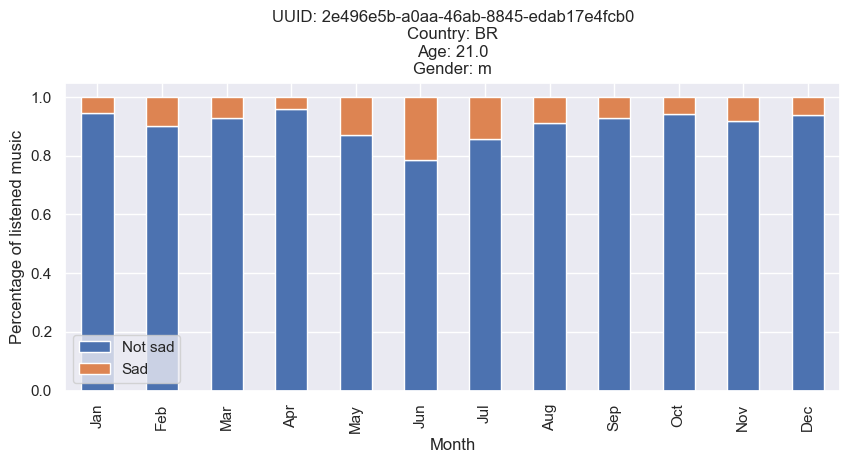 UUID: 2e496e5b-a0aa-46ab-8845-edab17e4fcb0
Country: BR
Age: 21.0
Gender: m
Percentage of listened music
1.0
0.8
0.6
0.4
0.2
0.0
Not sad
Sad
Jan
Feb
Mar
Apr
May
Jun
Jul
Aug
Sep
Oct
Nov
Dec
Month